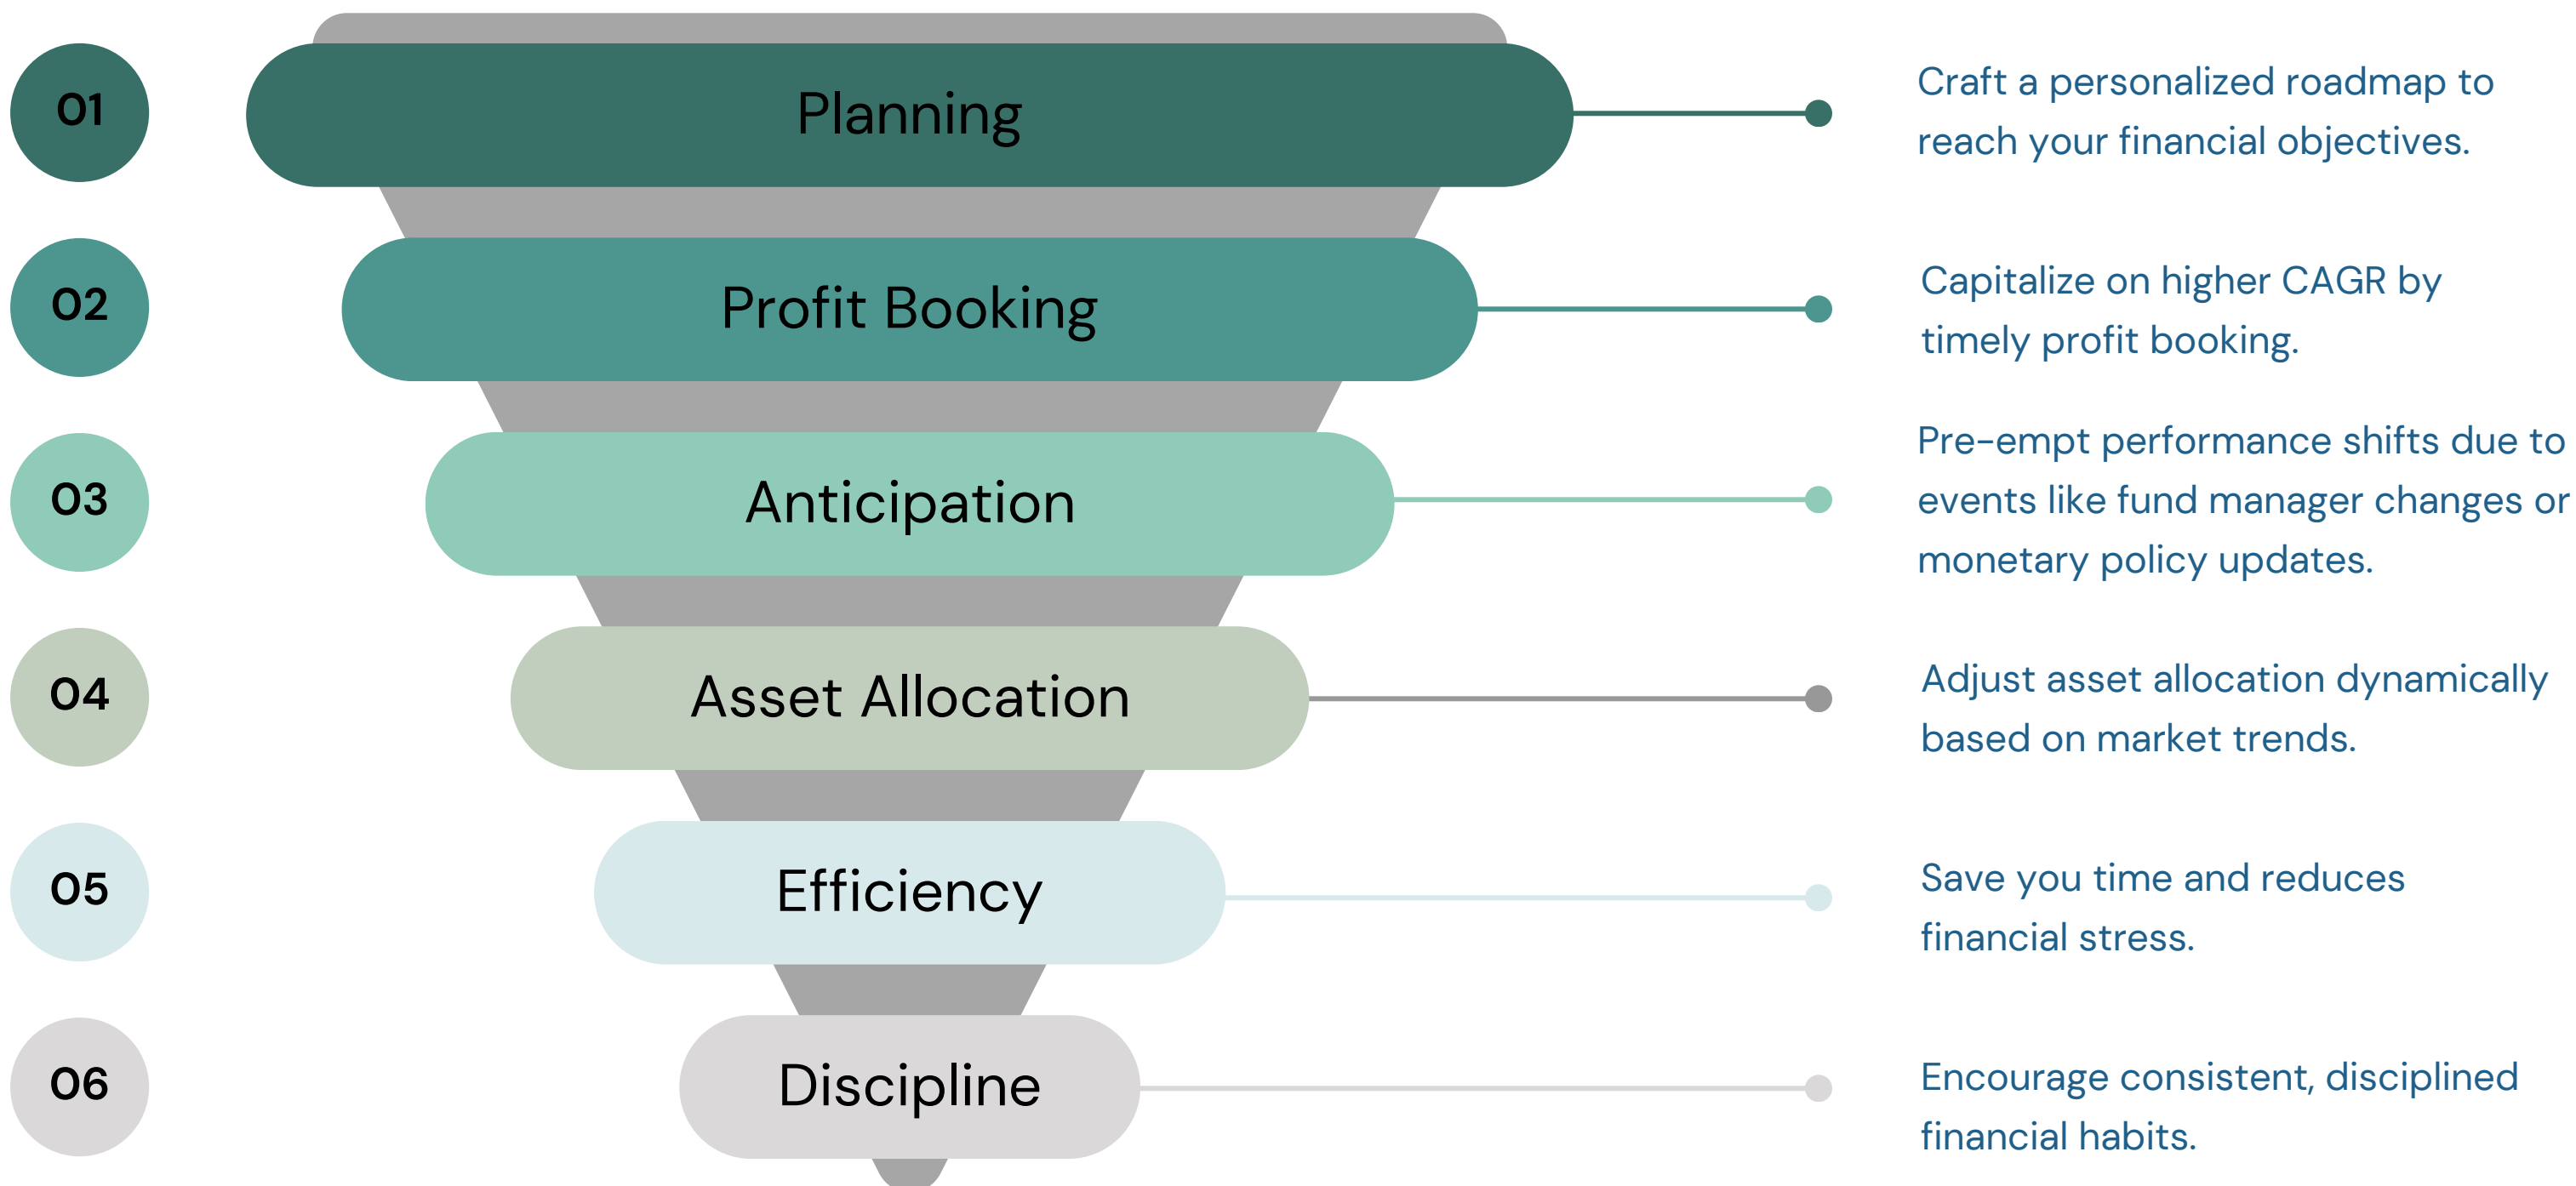 01
Planning
Craft a personalized roadmap to
reach your financial objectives.
02
Profit Booking
Capitalize on higher CAGR by
timely profit booking.
03
Anticipation
Pre-empt performance shifts due to
events like fund manager changes or
monetary policy updates.
04
Asset Allocation
Adjust asset allocation dynamically
based on market trends.
05
Efficiency
Save you time and reduces
financial stress.
06
Discipline
Encourage consistent, disciplined
financial habits.